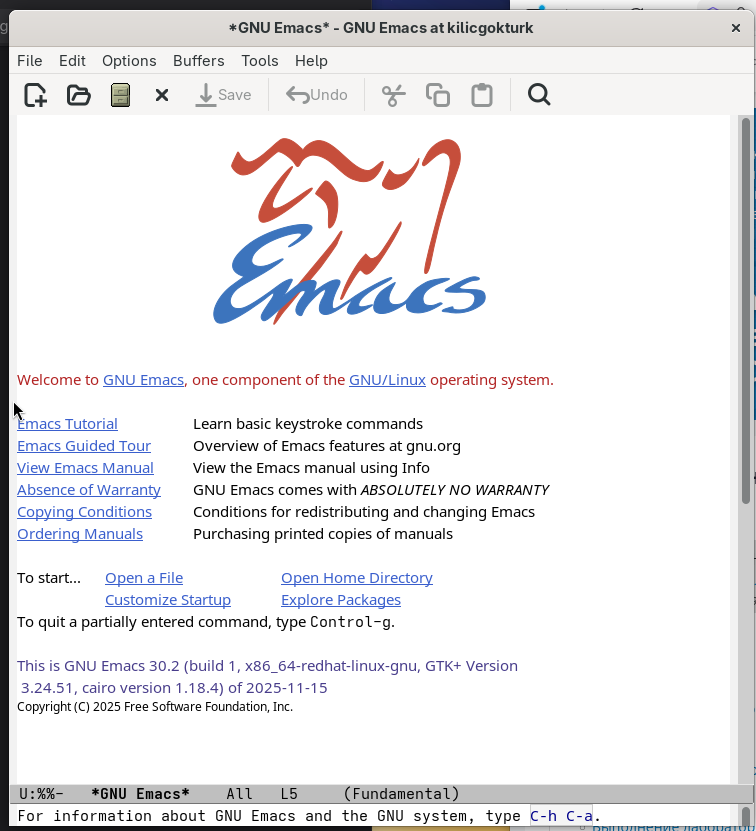 *GNU Emacs* - GNU Emacs at kilicgokturk
File Edit Options Buffers Tools Help
Save Undo
Emacs
Welcome to GNU Emacs, one component of the GNU/Linux operating system.
Emacs Tutorial Learn basic keystroke commands
Emacs Guided Tour Overview of Emacs features at gnu.org
View Emacs Manual View the Emacs manual using Info
Absence of Warranty GNU Emacs comes with ABSOLUTELY NO WARRANTY
Copying Conditions Conditions for redistributing and changing Emacs
Ordering Manuals Purchasing printed copies of manuals
To start... Open a File Open Home Directory
Customize Startup Explore Packages
To quit a partially entered command, type Control-g.
This is GNU Emacs 30.2 (build 1, x86_64-redhat-linux-gnu, GTK+ Version
3.24.51, cairo version 1.18.4) of 2025-11-15
Copyright (C) 2025 Free Software Foundation, Inc.
U:%%- *GNU Emacs* All L5 (Fundamental)
For information about GNU Emacs and the GNU system, type C-h C-a.